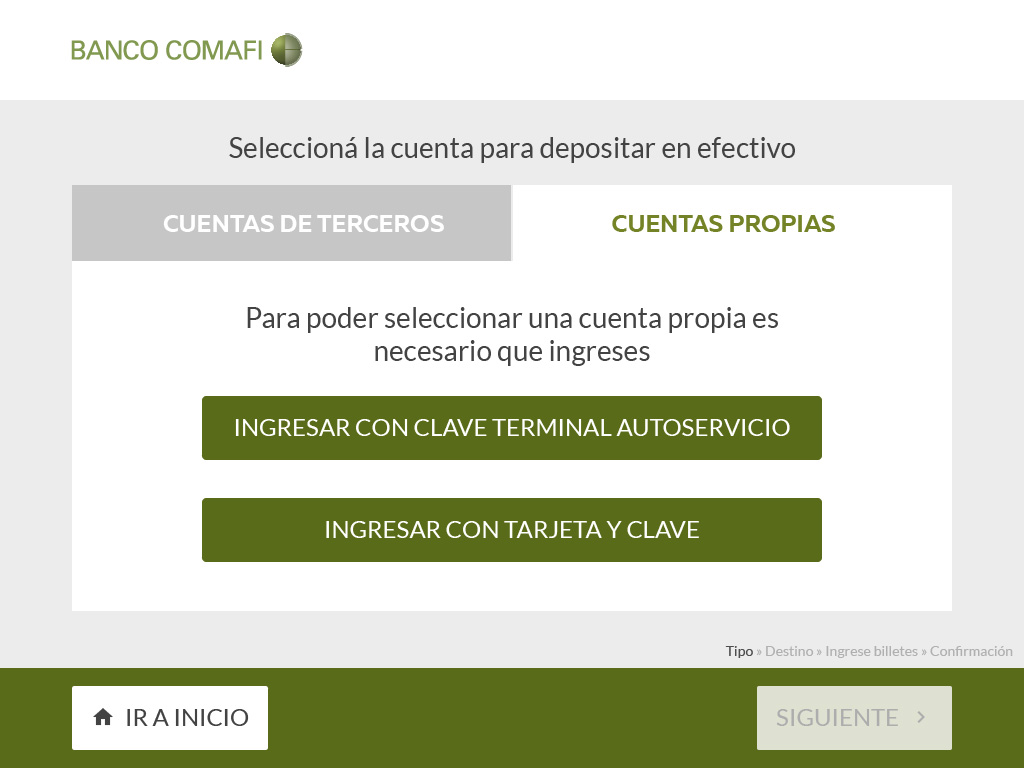 BANCO COMAFI
Seleccioná la cuenta para depositar en efectivo
CUENTAS DE TERCEROS
CUENTAS PROPIAS
Para poder seleccionar una cuenta propia es
necesario que ingreses
INGRESAR CON CLAVE TERMINAL AUTOSERVICIO
INGRESAR CON TARJETA Y CLAVE
Tipo » Destino » Ingrese billetes » Confirmación
IR A INICIO
SIGUIENTE